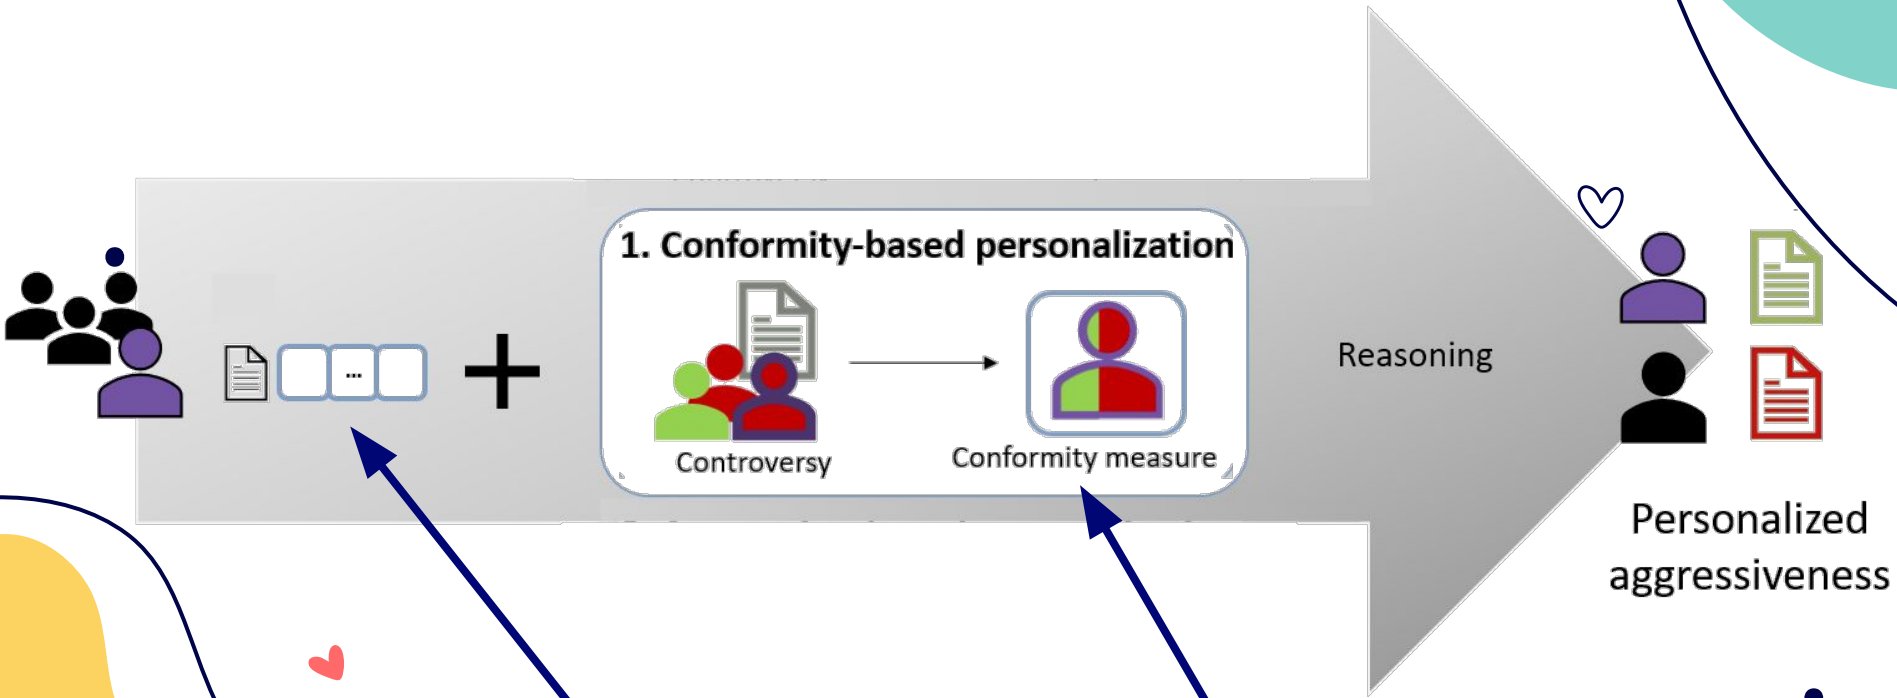 1. Conformity-based personalization
...
Controversy
Conformity measure
Reasoning
Personalized
aggressiveness